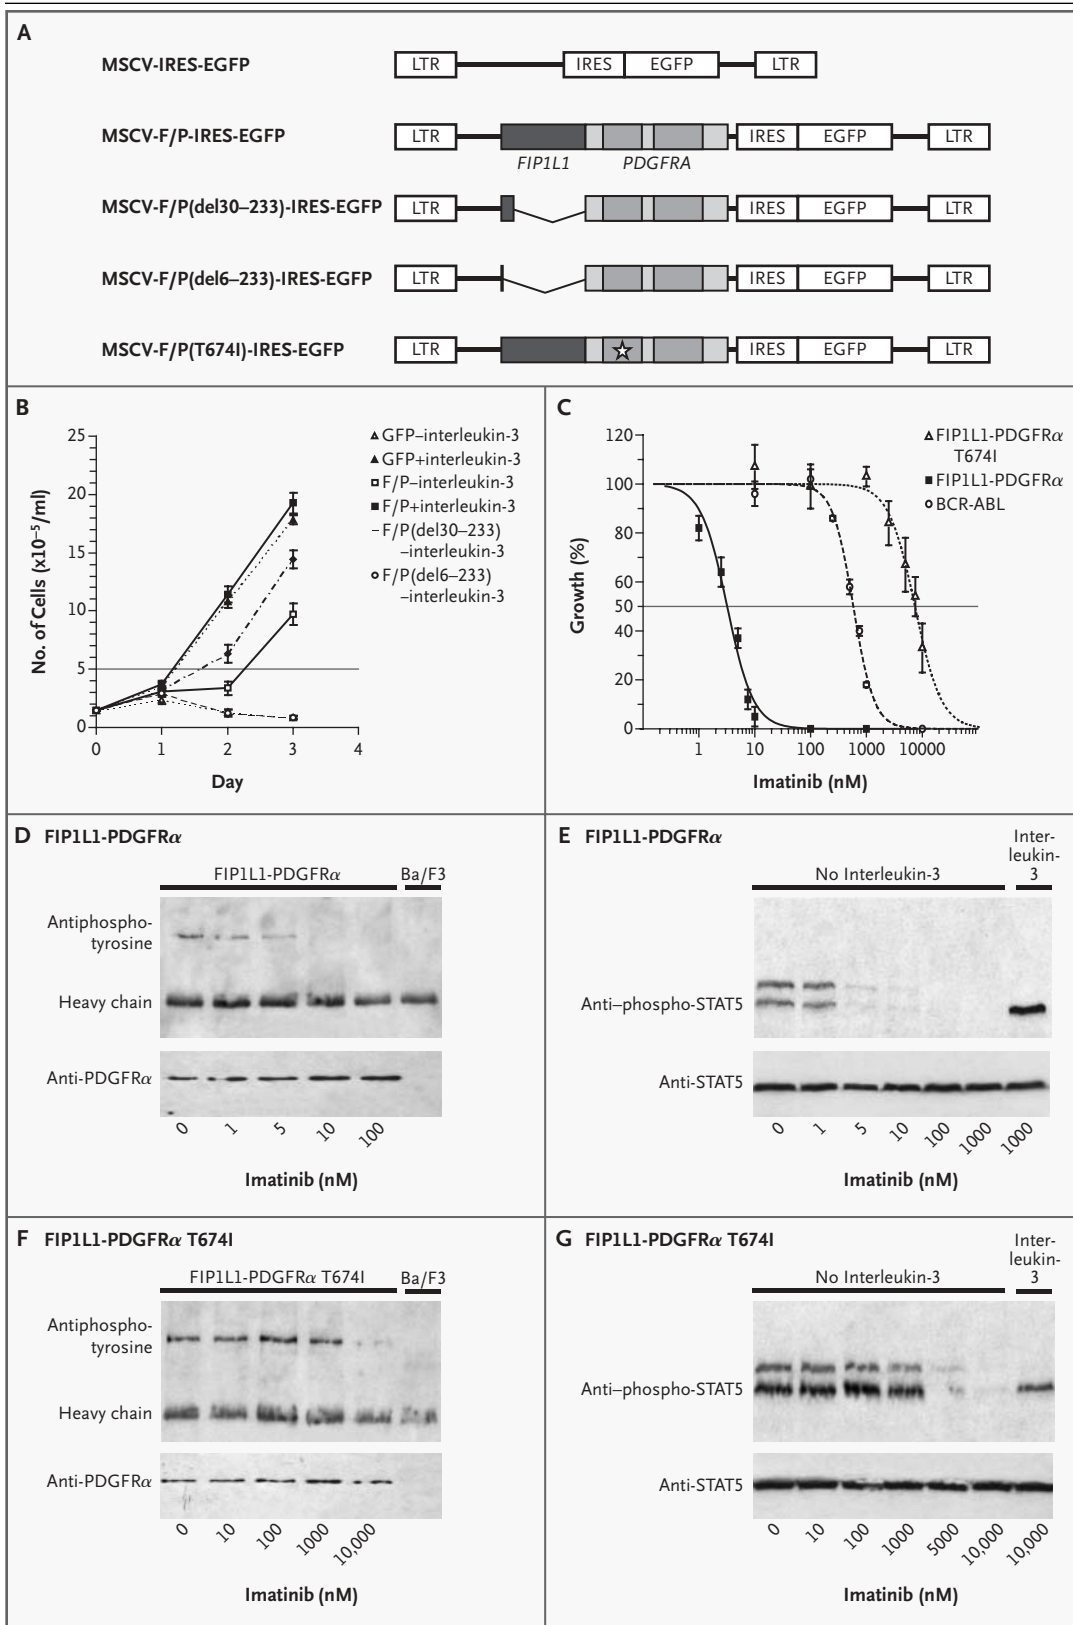 A
MSCV-IRES-EGFP
LTR IRES EGFP LTR
MSCV-F/P-IRES-EGFP
LTR IRES EGFP LTR
FIP1L1 PDGFRA
MSCV-F/P(del30–233)-IRES-EGFP
LTR IRES EGFP LTR
MSCV-F/P(del6–233)-IRES-EGFP
LTR IRES EGFP LTR
MSCV-F/P(T674I)-IRES-EGFP
LTR IRES EGFP LTR
B
No. of Cells (x10⁻⁵/ml)
25
20
15
10
5
0
0 1 2 3 4
Day
GFP–interleukin-3
GFP+interleukin-3
F/P–interleukin-3
F/P+interleukin-3
F/P(del30–233)
–interleukin-3
F/P(del6–233)
–interleukin-3
C
Growth (%)
120
100
80
60
50
40
20
0
1 10 100 1000 10000
Imatinib (nM)
FIP1L1-PDGFRα
T674I
FIP1L1-PDGFRα
BCR-ABL
D FIP1L1-PDGFRα
FIP1L1-PDGFRα Ba/F3
Antiphospho-
tyrosine
Heavy chain
Anti-PDGFRα
0 1 5 10 100
Imatinib (nM)
E FIP1L1-PDGFRα
No Interleukin-3
Inter-
leukin-
3
Anti–phospho-STAT5
Anti-STAT5
0 1 5 10 100 1000 1000
Imatinib (nM)
F FIP1L1-PDGFRα T674I
FIP1L1-PDGFRα T674I Ba/F3
Antiphospho-
tyrosine
Heavy chain
Anti-PDGFRα
0 10 100 1000 10,000
Imatinib (nM)
G FIP1L1-PDGFRα T674I
No Interleukin-3
Inter-
leukin-
3
Anti–phospho-STAT5
Anti-STAT5
0 10 100 1000 5000 10,000 10,000
Imatinib (nM)